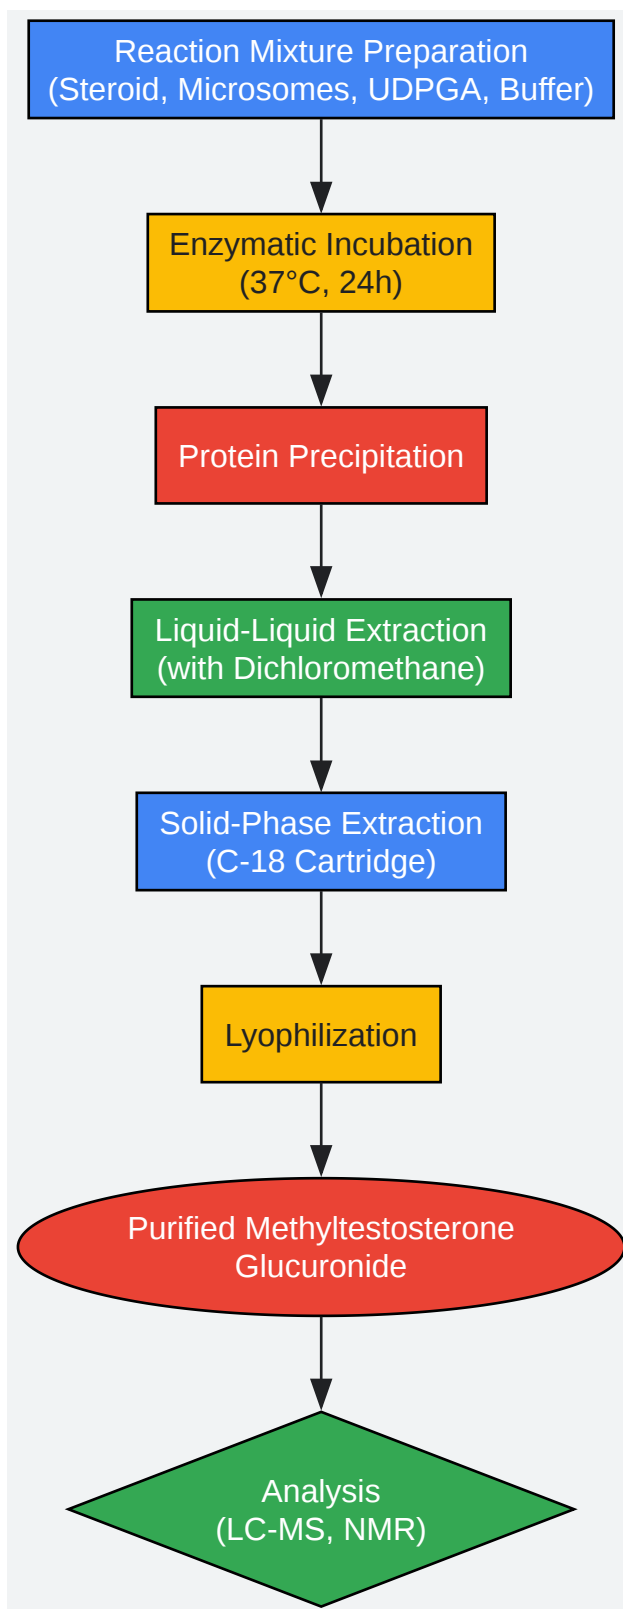 Reaction Mixture Preparation
(Steroid, Microsomes, UDPGA, Buffer)
Enzymatic Incubation
(37°C, 24h)
Protein Precipitation
Liquid-Liquid Extraction
(with Dichloromethane)
Solid-Phase Extraction
(C-18 Cartridge)
Lyophilization
Purified Methyltestosterone
Glucuronide
Analysis
(LC-MS, NMR)